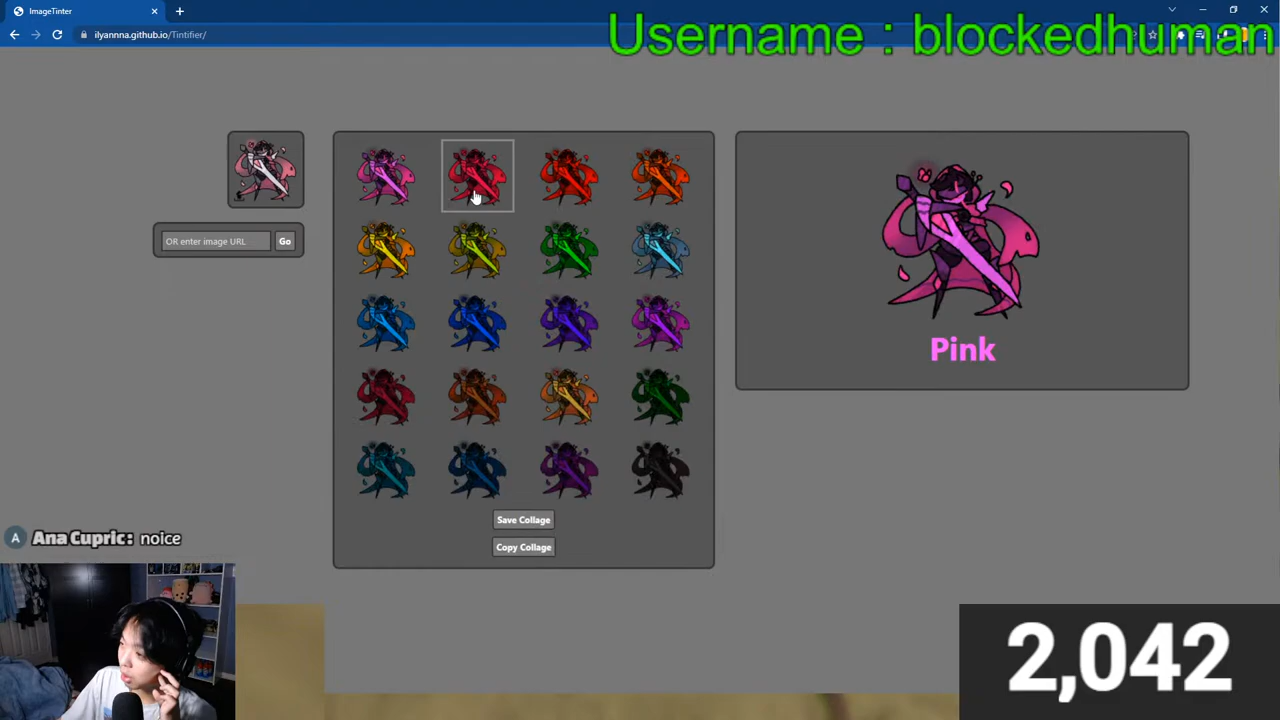 ImageTinter
ilyannna.github.io/Tintifier/
Username : blockedhuman
OR enter image URL
Go
Pink
Save Collage
Copy Collage
A
Ana Cupric: noice
2,042